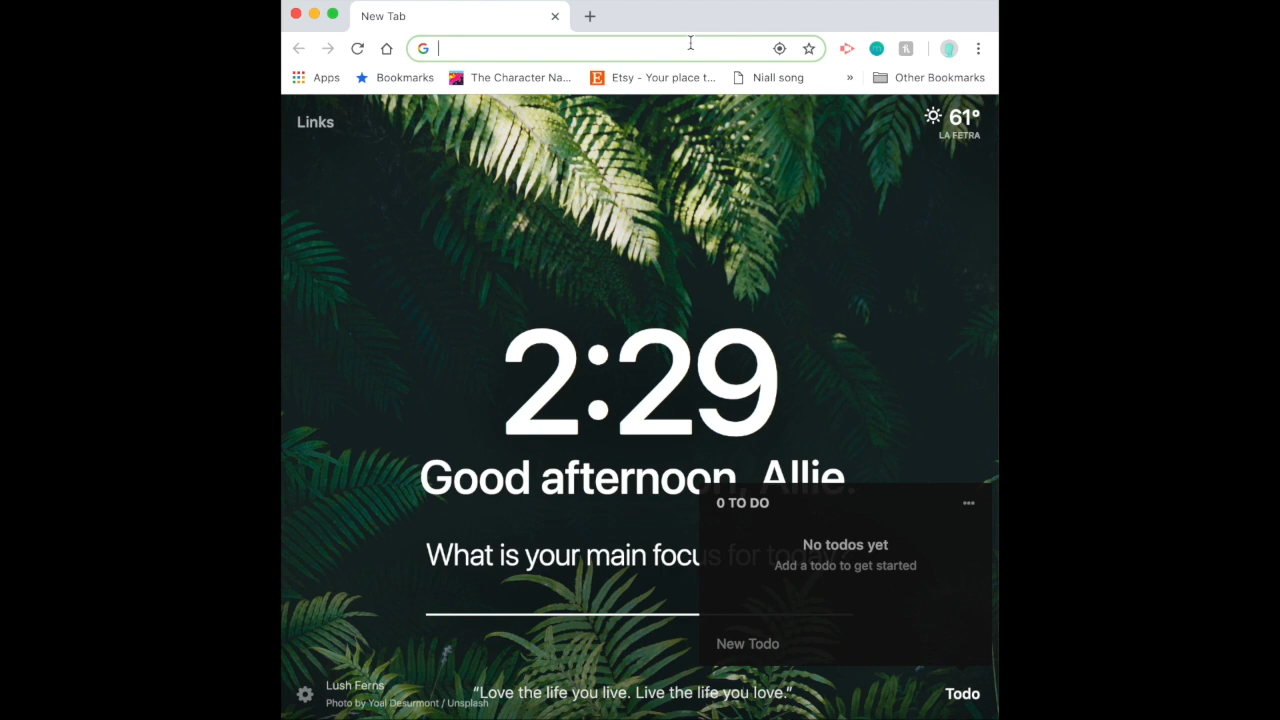 New Tab
Apps
Bookmarks
The Character Na...
Etsy - Your place t...
Niall song
»
Other Bookmarks
Links
61°
LA FETRA
2:29
Good afternoon, Allie.
What is your main focus for today?
0 TO DO
No todos yet
Add a todo to get started
New Todo
Lush Ferns
Photo by Yoal Desurmont / Unsplash
“Love the life you live. Live the life you love.”
Todo